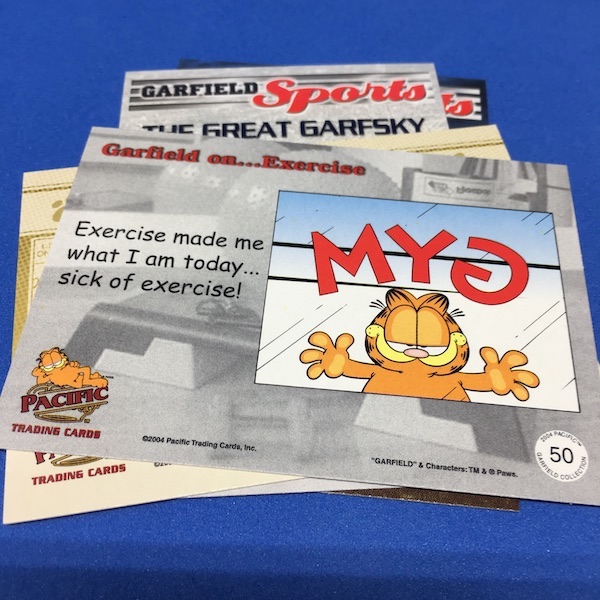 GARFIELD Sports
ts
THE GREAT GARFSKY
Garfield on...Exercise
Exercise made me
what I am today...
sick of exercise!
MYG
PACIFIC
TRADING CARDS
©2004 Pacific Trading Cards, Inc.
"GARFIELD" & Characters: TM & © Paws.
2004 PACIFIC
50
GARFIELD COLLECTION
TRADING CARDS